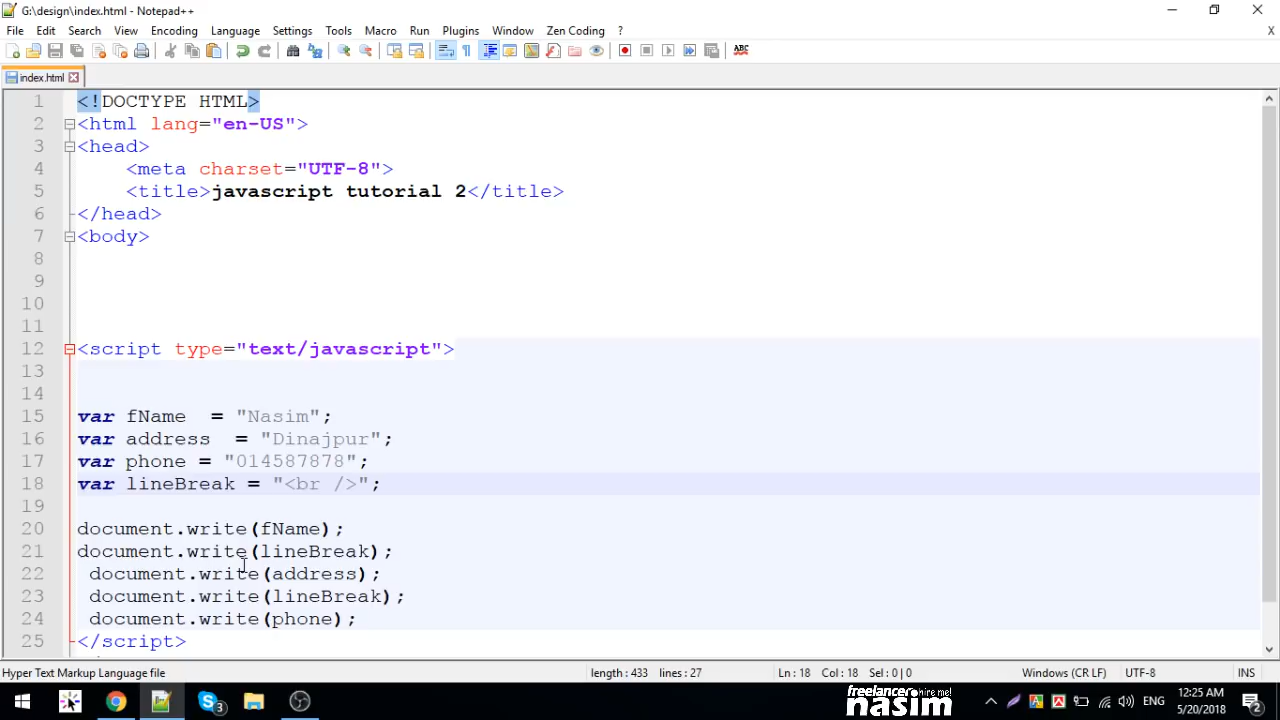 G:\design\index.html - Notepad++
File Edit Search View Encoding Language Settings Tools Macro Run Plugins Window Zen Coding ? X
ABC
index.html
1 <!DOCTYPE HTML>
2 <html lang="en-US">
3 <head>
4 <meta charset="UTF-8">
5 <title>javascript tutorial 2</title>
6 </head>
7 <body>
8
9
10
11
12 <script type="text/javascript">
13
14
15 var fName = "Nasim";
16 var address = "Dinajpur";
17 var phone = "014587878";
18 var lineBreak = "<br />";
19
20 document.write(fName);
21 document.write(lineBreak);
22 document.write(address);
23 document.write(lineBreak);
24 document.write(phone);
25 </script>
Hyper Text Markup Language file length : 433 lines : 27 Ln : 18 Col : 18 Sel : 0 | 0 Windows (CR LF) UTF-8 INS
3
freelancer hire me!
nasim
ENG
12:25 AM
5/20/2018
2